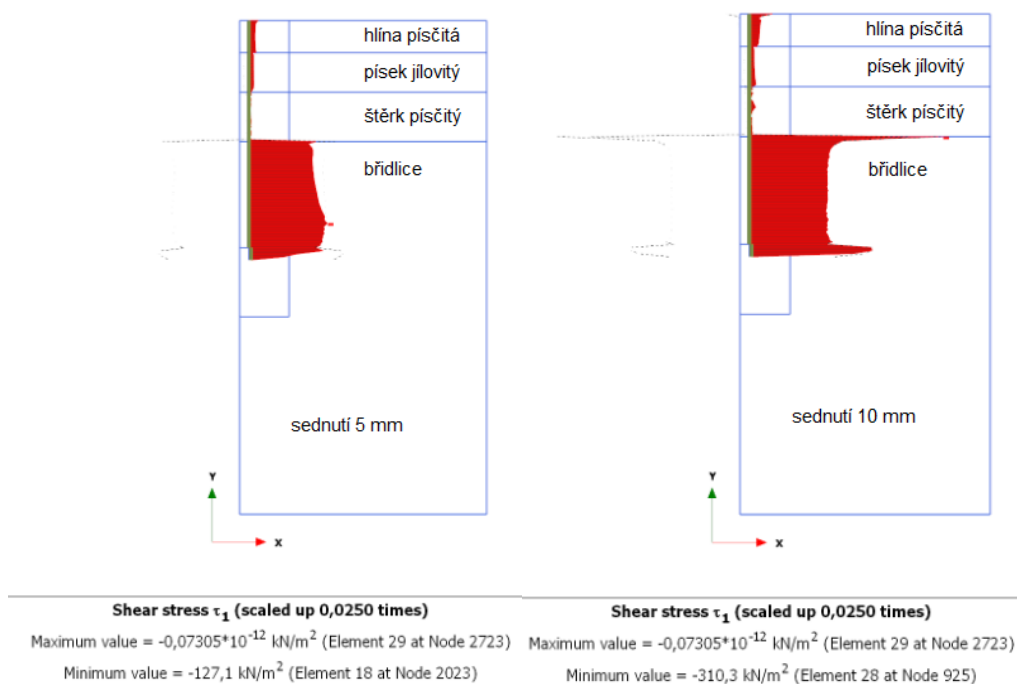 hlína písčitá
písek jílovitý
štěrk písčitý
břidlice
sednutí 5 mm
Y
x
Shear stress τ1 (scaled up 0,0250 times)
Maximum value = -0,07305*10-12 kN/m2 (Element 29 at Node 2723)
Minimum value = -127,1 kN/m2 (Element 18 at Node 2023)
hlína písčitá
písek jílovitý
štěrk písčitý
břidlice
sednutí 10 mm
Y
x
Shear stress τ1 (scaled up 0,0250 times)
Maximum value = -0,07305*10-12 kN/m2 (Element 29 at Node 2723)
Minimum value = -310,3 kN/m2 (Element 28 at Node 925)